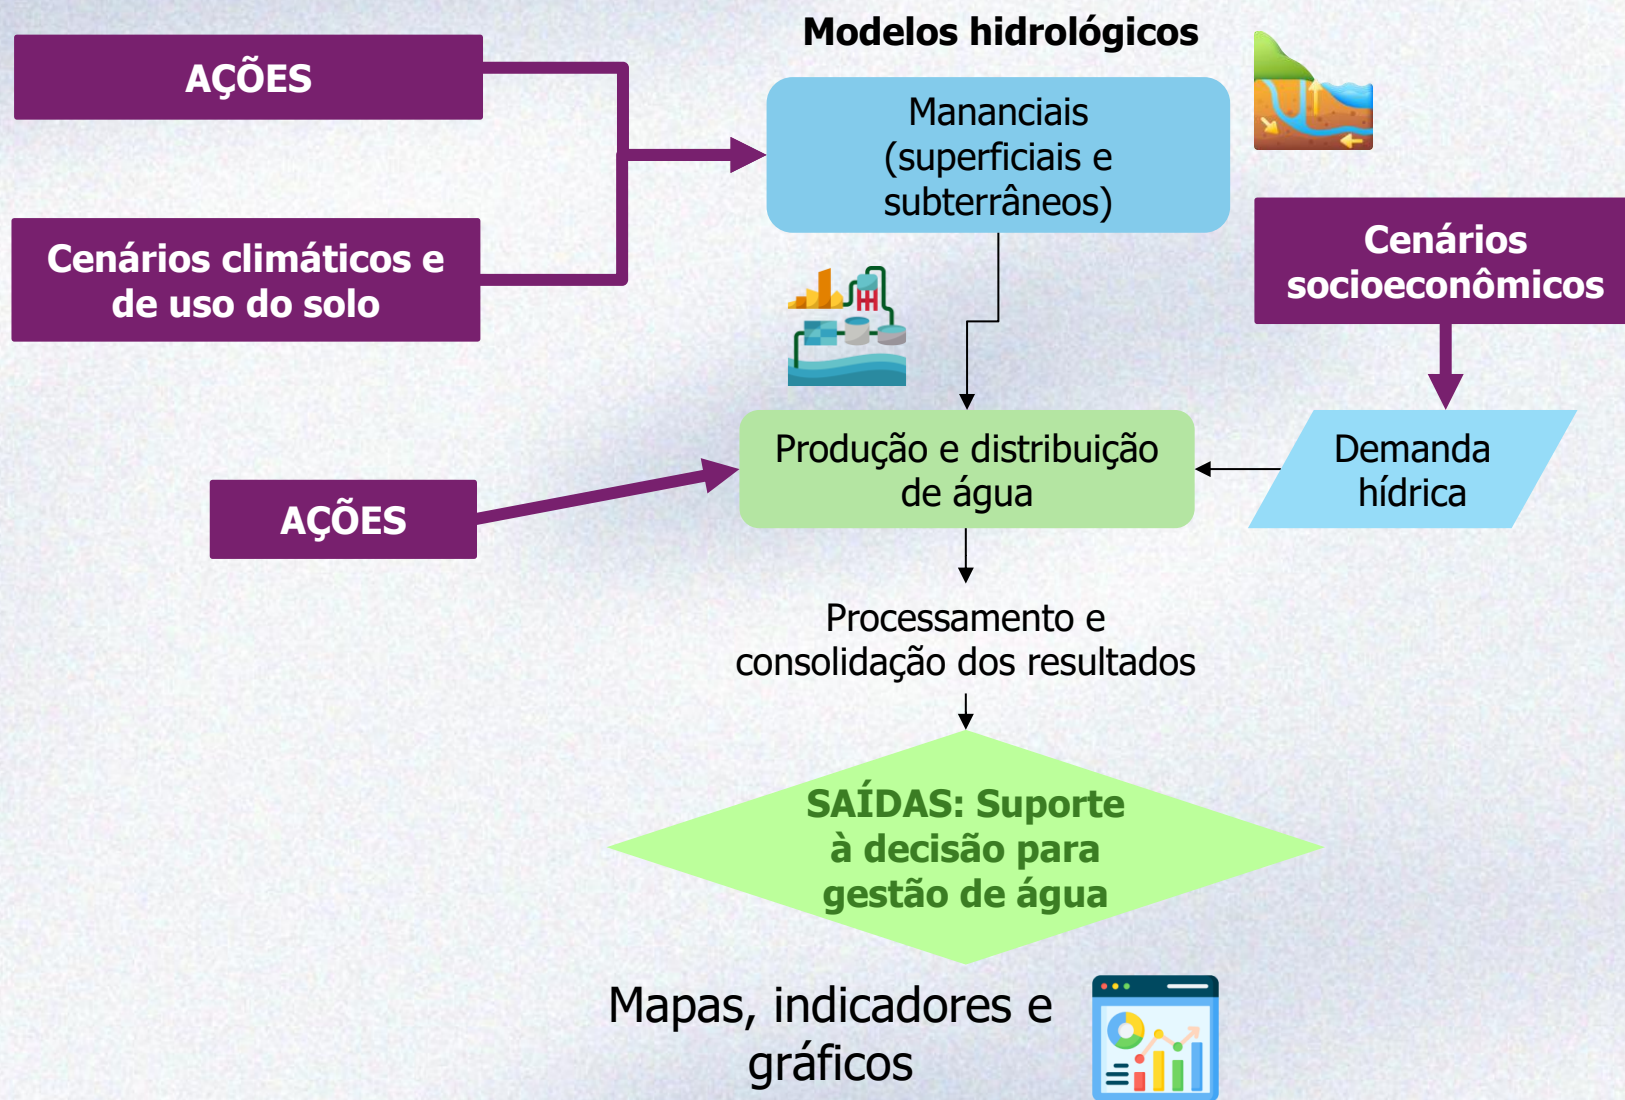 Modelos hidrológicos
AÇÕES
Mananciais
(superficiais e
subterrâneos)
Cenários climáticos e
de uso do solo
Cenários
socioeconômicos
Produção e distribuição
de água
Demanda
hídrica
AÇÕES
Processamento e
consolidação dos resultados
SAÍDAS: Suporte
à decisão para
gestão de água
Mapas, indicadores e
gráficos